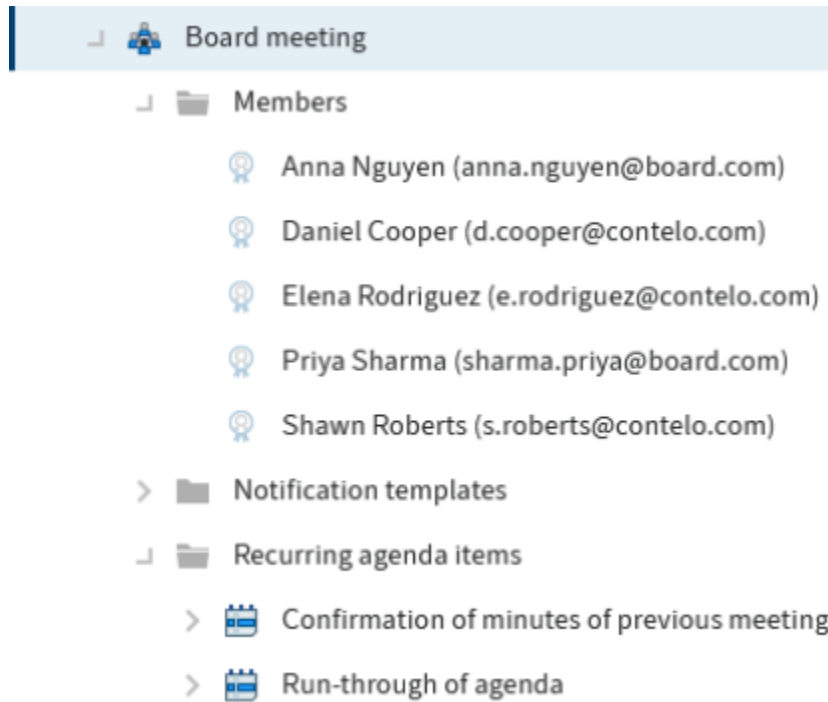 Board meeting
Members
Anna Nguyen (anna.nguyen@board.com)
Daniel Cooper (d.cooper@contelo.com)
Elena Rodriguez (e.rodriguez@contelo.com)
Priya Sharma (sharma.priya@board.com)
Shawn Roberts (s.roberts@contelo.com)
Notification templates
Recurring agenda items
Confirmation of minutes of previous meeting
Run-through of agenda